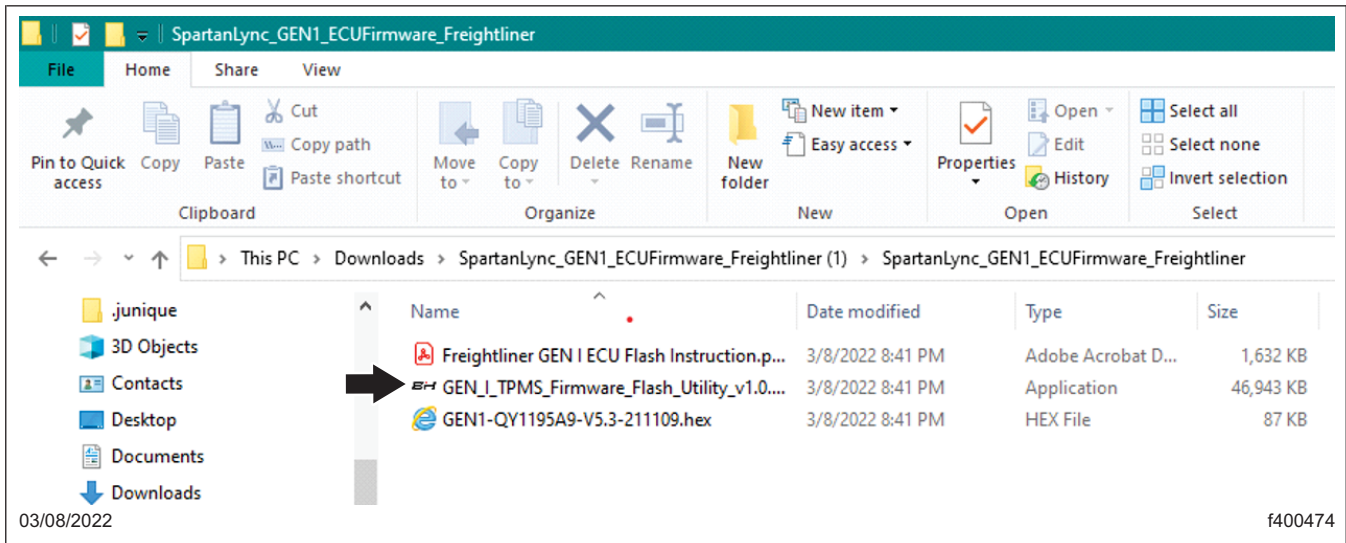 SpartanLync_GEN1_ECUFirmware_Freightliner
File Home Share View
Pin to Quick access
Copy
Paste
Cut
Copy path
Paste shortcut
Clipboard
Move to
Copy to
Delete
Rename
Organize
New folder
New item
Easy access
New
Properties
Open
Edit
History
Open
Select all
Select none
Invert selection
Select
This PC > Downloads > SpartanLync_GEN1_ECUFirmware_Freightliner (1) > SpartanLync_GEN1_ECUFirmware_Freightliner
.junique
3D Objects
Contacts
Desktop
Documents
Downloads
Name Date modified Type Size
Freightliner GEN I ECU Flash Instruction.p... 3/8/2022 8:41 PM Adobe Acrobat D... 1,632 KB
GEN_I_TPMS_Firmware_Flash_Utility_v1.0.... 3/8/2022 8:41 PM Application 46,943 KB
GEN1-QY1195A9-V5.3-211109.hex 3/8/2022 8:41 PM HEX File 87 KB
03/08/2022 f400474